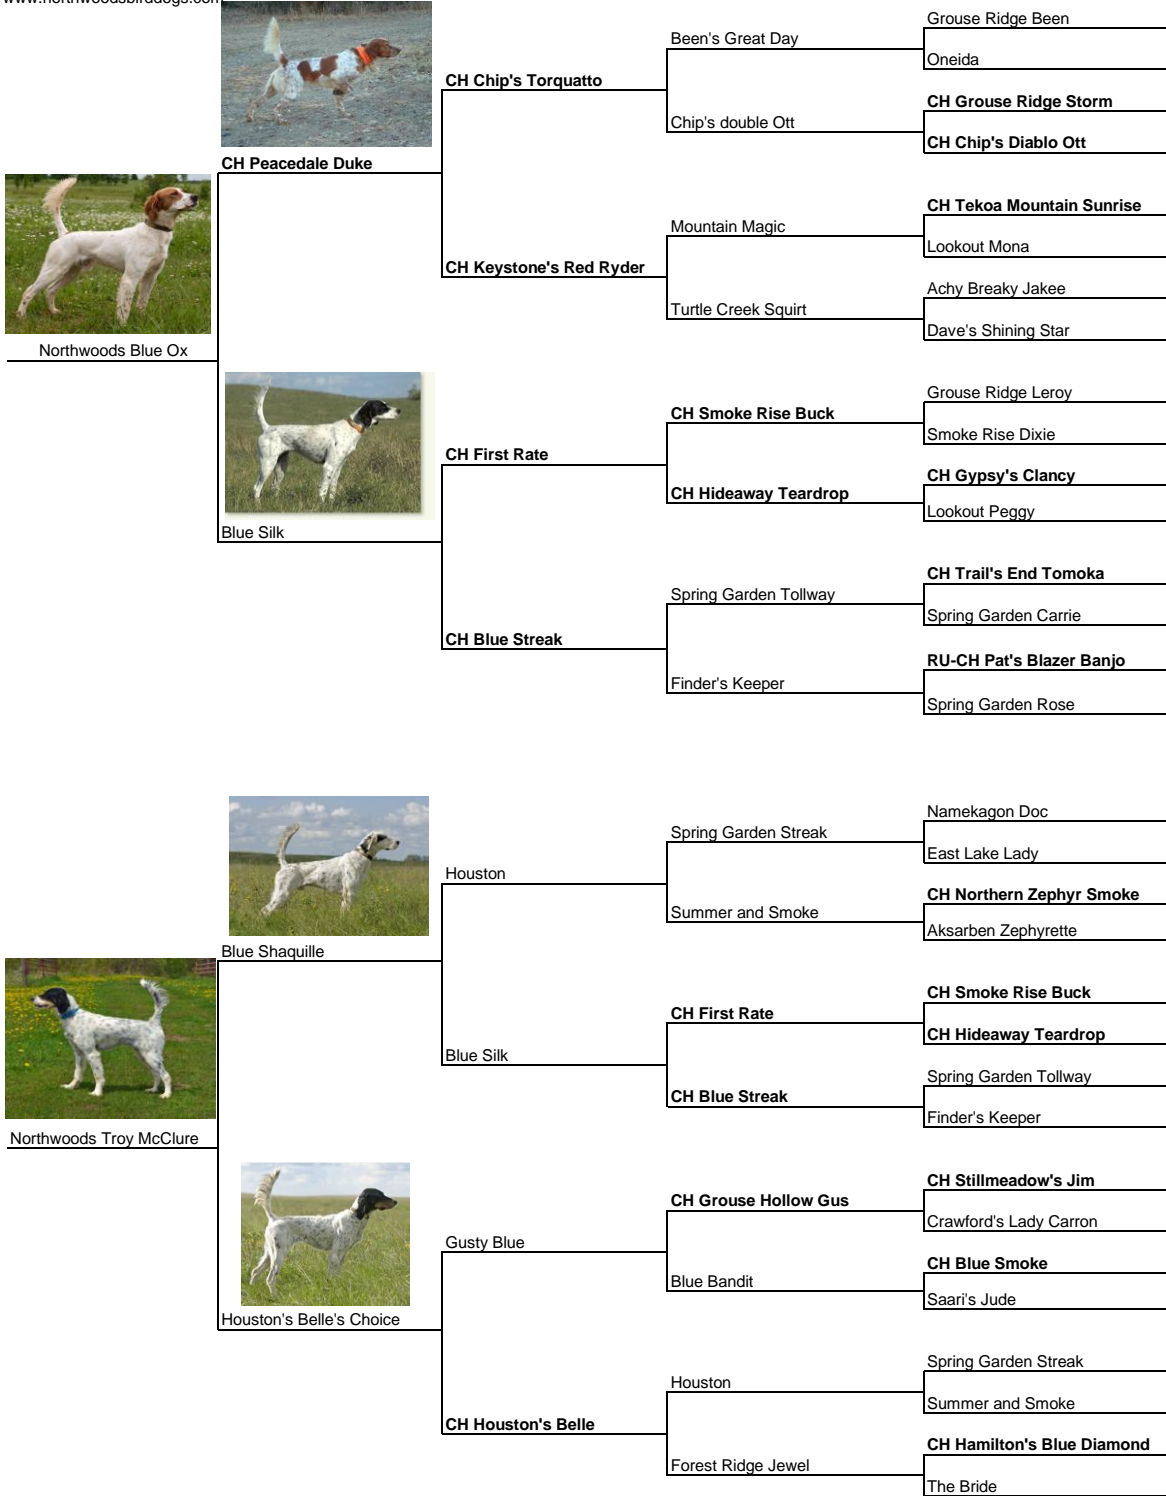 www.northwoodsbirddogs.com
Grouse Ridge Been
Been's Great Day
Oneida
CH Chip's Torquatto
CH Grouse Ridge Storm
Chip's double Ott
CH Chip's Diablo Ott
CH Peacedale Duke
CH Tekoa Mountain Sunrise
Mountain Magic
Lookout Mona
CH Keystone's Red Ryder
Achy Breaky Jakee
Turtle Creek Squirt
Dave's Shining Star
Northwoods Blue Ox
Grouse Ridge Leroy
CH Smoke Rise Buck
Smoke Rise Dixie
CH First Rate
CH Gypsy's Clancy
CH Hideaway Teardrop
Lookout Peggy
Blue Silk
CH Trail's End Tomoka
Spring Garden Tollway
Spring Garden Carrie
CH Blue Streak
RU-CH Pat's Blazer Banjo
Finder's Keeper
Spring Garden Rose
Namekagon Doc
Spring Garden Streak
East Lake Lady
Houston
CH Northern Zephyr Smoke
Summer and Smoke
Aksarben Zephyrette
Blue Shaquille
CH Smoke Rise Buck
CH First Rate
CH Hideaway Teardrop
Blue Silk
Spring Garden Tollway
CH Blue Streak
Finder's Keeper
Northwoods Troy McClure
CH Stillmeadow's Jim
CH Grouse Hollow Gus
Crawford's Lady Carron
Gusty Blue
CH Blue Smoke
Blue Bandit
Saari's Jude
Houston's Belle's Choice
Spring Garden Streak
Houston
Summer and Smoke
CH Houston's Belle
CH Hamilton's Blue Diamond
Forest Ridge Jewel
The Bride